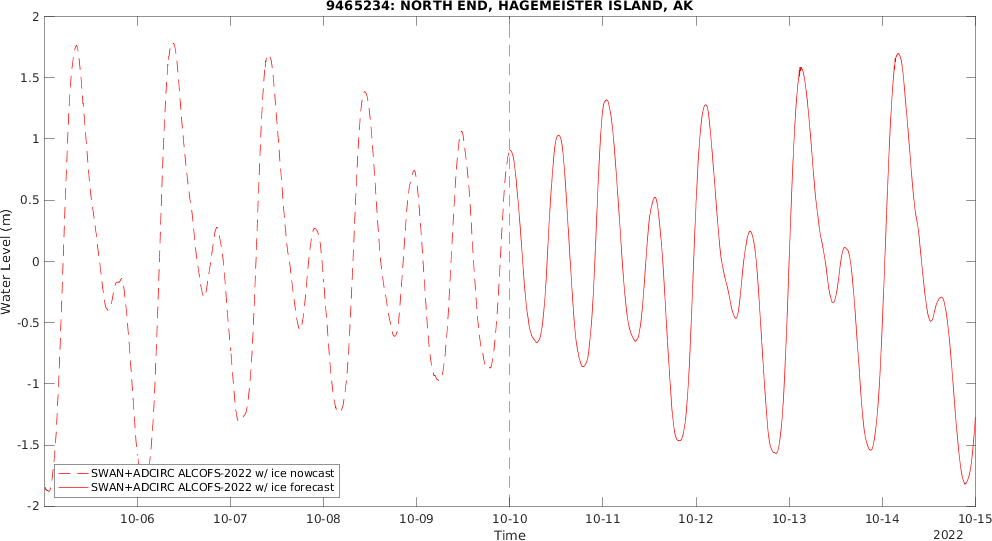 9465234: NORTH END, HAGEMEISTER ISLAND, AK
2
1.5
1
0.5
0
-0.5
-1
-1.5
-2
Water Level (m)
SWAN+ADCIRC ALCOFS-2022 w/ ice nowcast
SWAN+ADCIRC ALCOFS-2022 w/ ice forecast
10-06 10-07 10-08 10-09 10-10 10-11 10-12 10-13 10-14 10-15
Time
2022